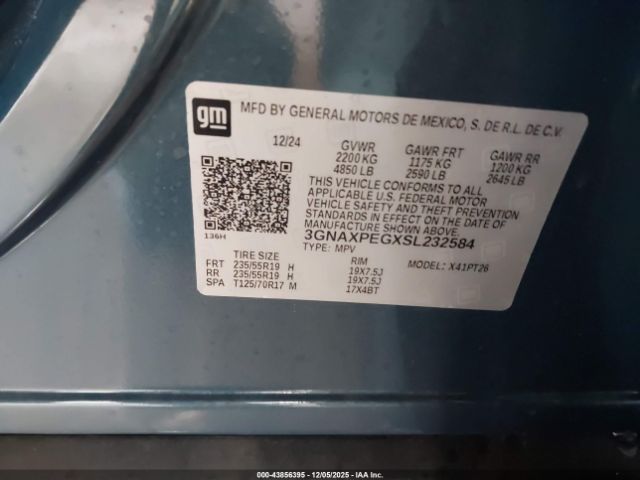 gm
MFD BY GENERAL MOTORS DE MEXICO, S. DE R.L. DE C.V.
12/24 GVWR GAWR FRT GAWR RR
2200 KG 1175 KG 1200 KG
4850 LB 2590 LB 2645 LB
THIS VEHICLE CONFORMS TO ALL
APPLICABLE U.S. FEDERAL MOTOR
VEHICLE SAFETY AND THEFT PREVENTION
STANDARDS IN EFFECT ON THE DATE OF
MANUFACTURE SHOWN ABOVE.
3GNAXPEGXSL232584
136H
TYPE: MPV MODEL: X41PT26
TIRE SIZE RIM
FRT 235/55R19 H 19X7.5J
RR 235/55R19 H 19X7.5J
SPA T125/70R17 M 17X4BT
000-43856395 - 12/05/2025 - IAA Inc.